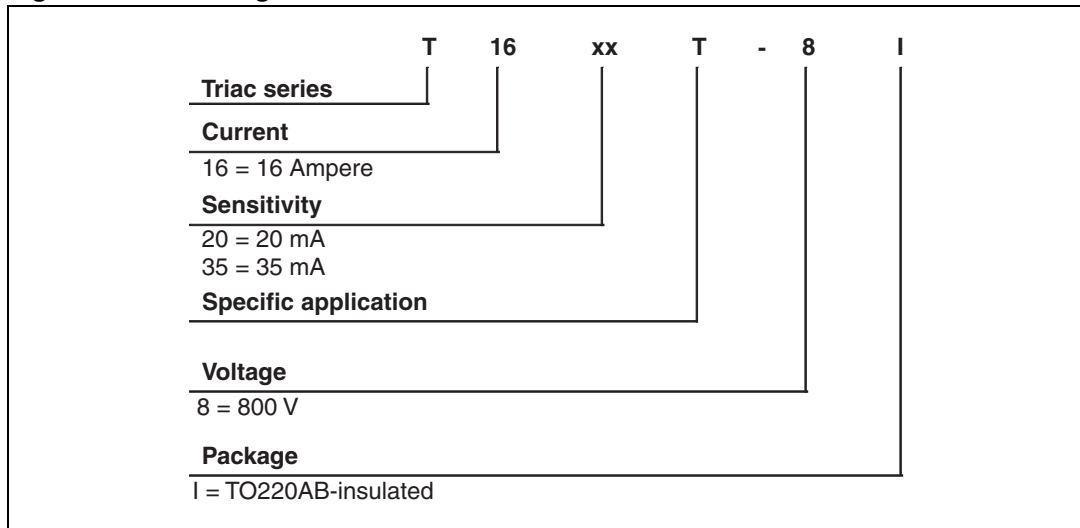 T 16 xx T - 8 I
Triac series
Current
16 = 16 Ampere
Sensitivity
20 = 20 mA
35 = 35 mA
Specific application
Voltage
8 = 800 V
Package
I = TO220AB-insulated